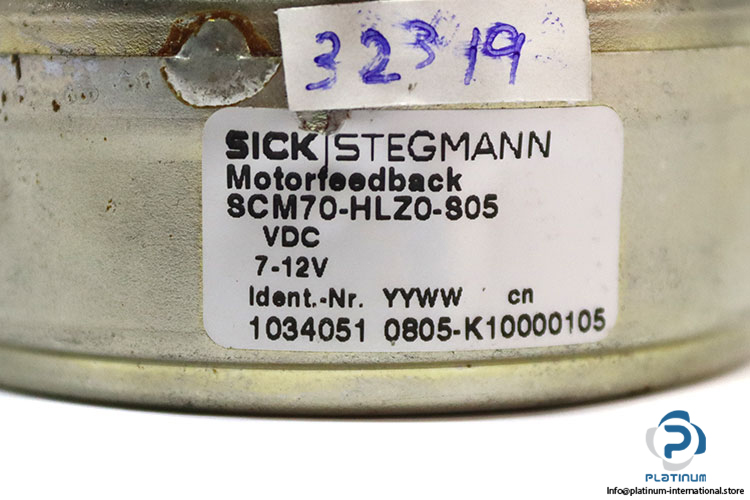 32319
SICK|STEGMANN
Motorfeedback
SCM70-HLZ0-S05
VDC
7-12V
Ident.-Nr. YYWW cn
1034051 0805-K10000105
PLATINUM
Info@platinum-international.store